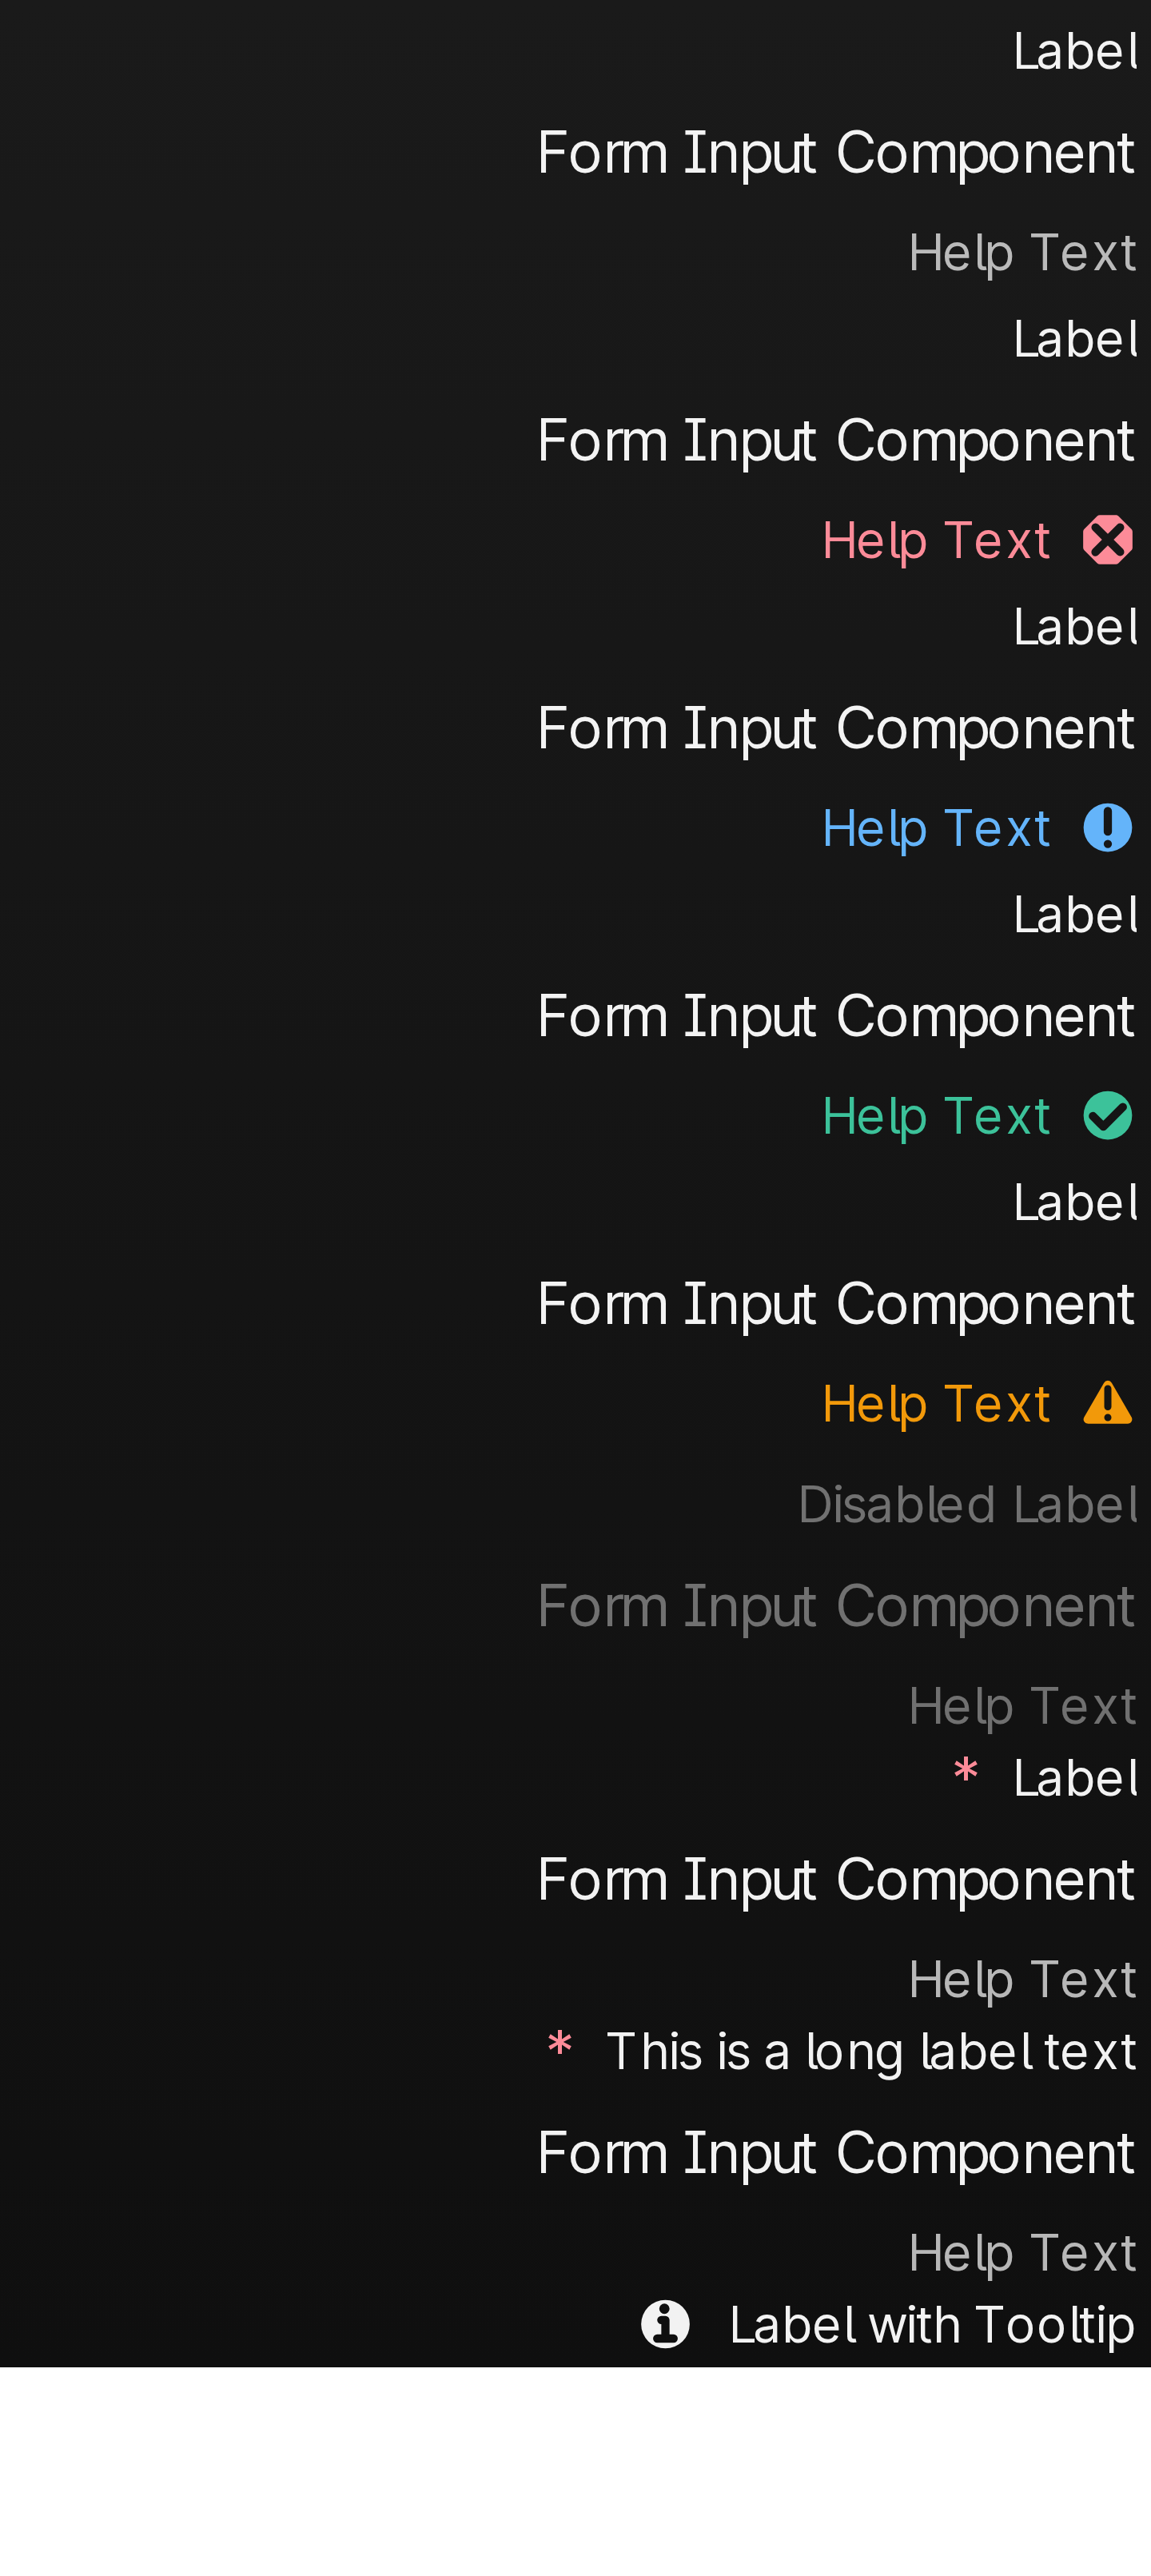 Label
Form Input Component
Help Text
Label
Form Input Component
Help Text
Label
Form Input Component
Help Text
Label
Form Input Component
Help Text
Label
Form Input Component
Help Text
Disabled Label
Form Input Component
Help Text
* Label
Form Input Component
Help Text
* This is a long label text
Form Input Component
Help Text
Label with Tooltip